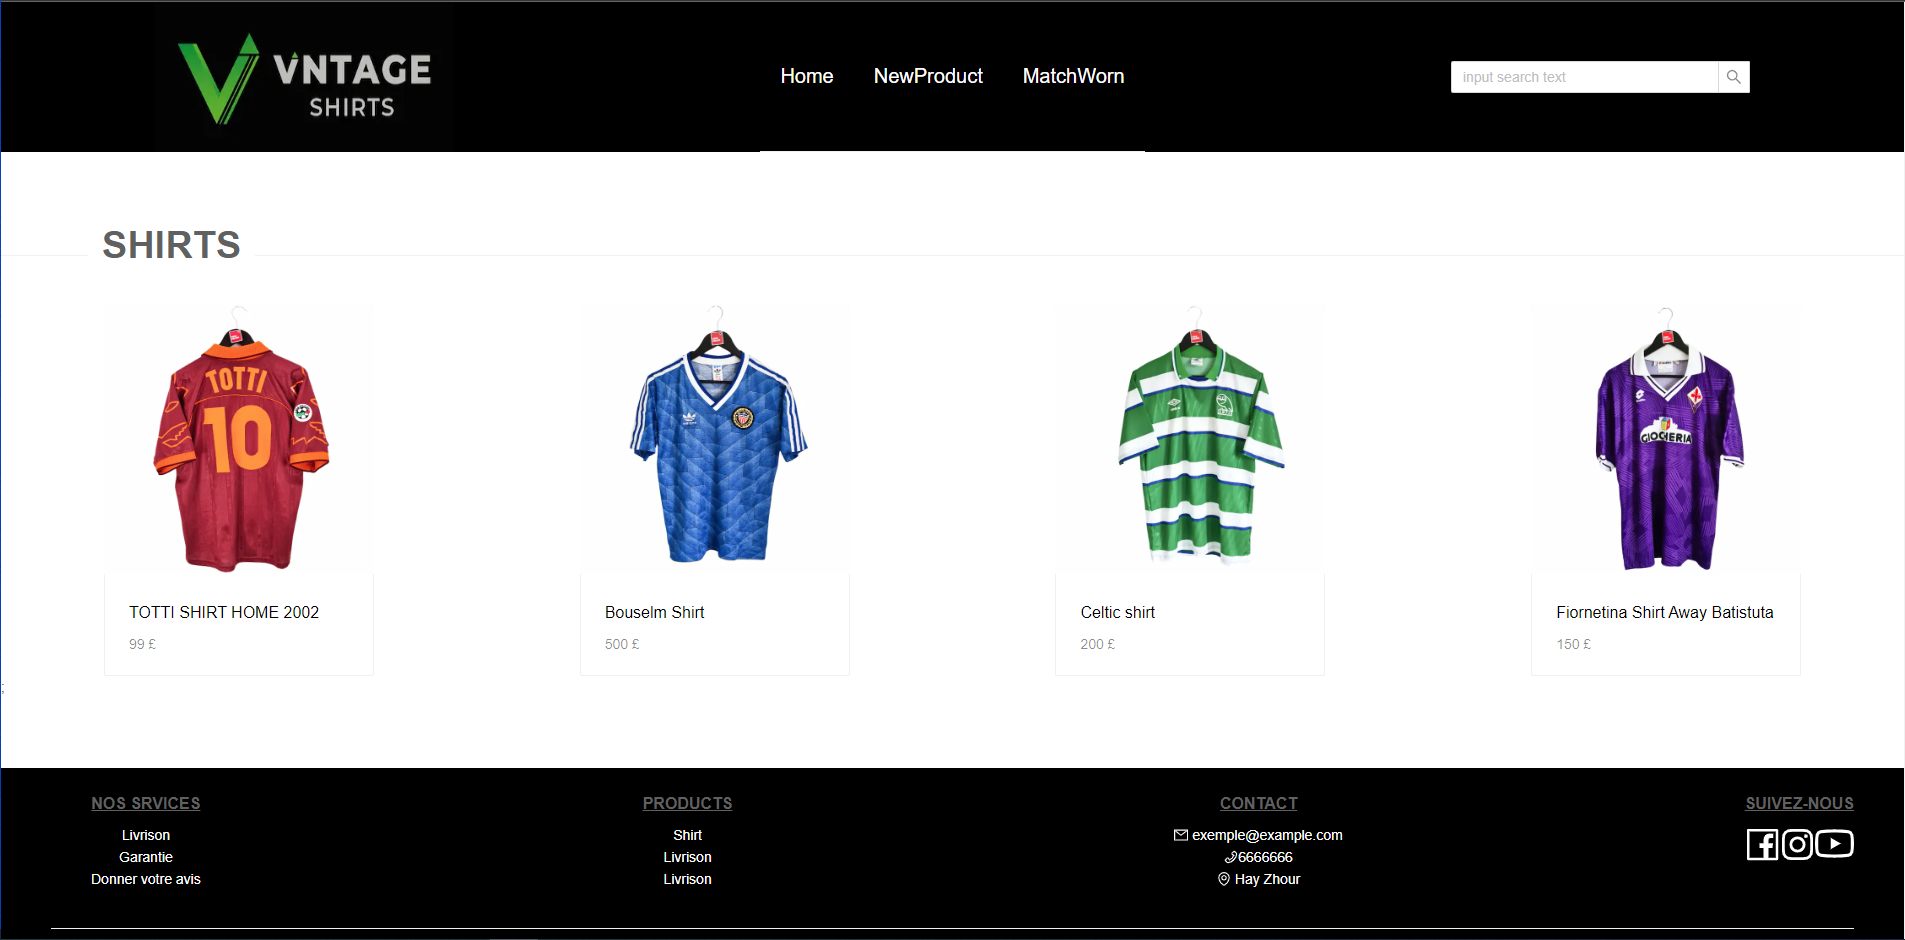 VNTAGE
SHIRTS
Home NewProduct MatchWorn
input search text
SHIRTS
TOTTI
10
GIOCHERIA
TOTTI SHIRT HOME 2002
99 £
Bouselm Shirt
500 £
Celtic shirt
200 £
Fiornetina Shirt Away Batistuta
150 £
;
NOS SRVICES
Livrison
Garantie
Donner votre avis
PRODUCTS
Shirt
Livrison
Livrison
CONTACT
exemple@example.com
6666666
Hay Zhour
SUIVEZ-NOUS